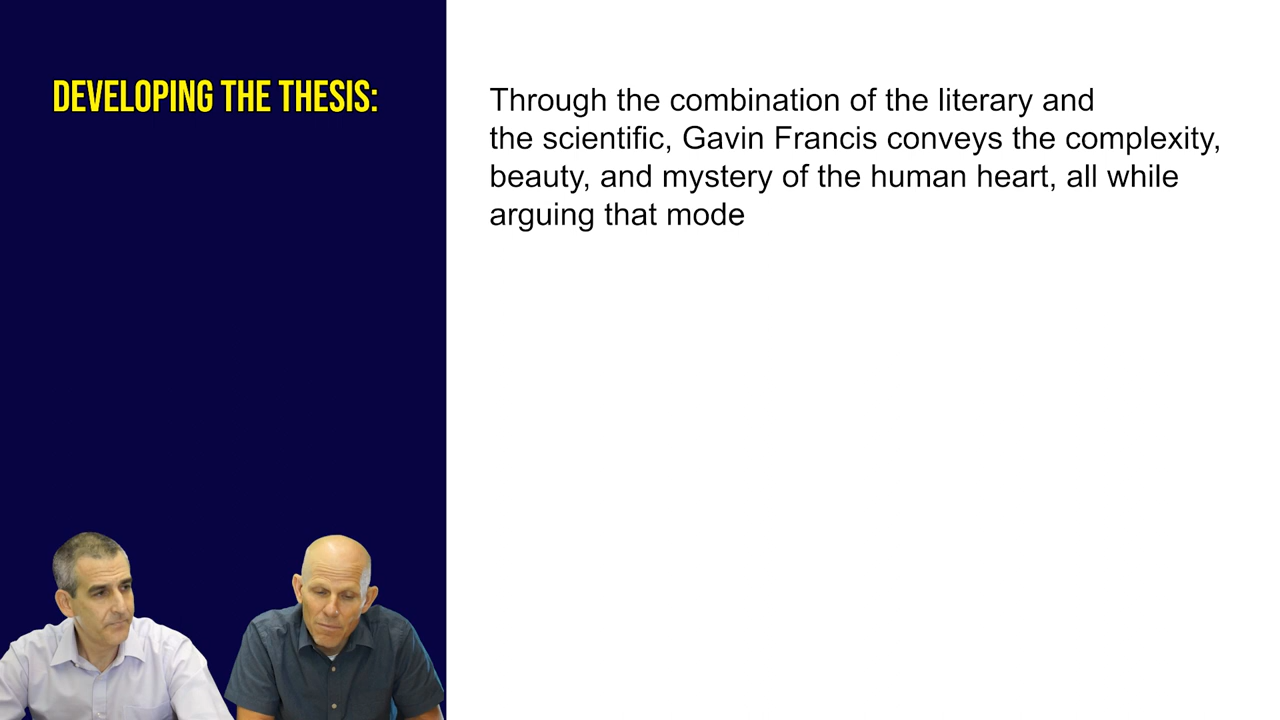 DEVELOPING THE THESIS:
Through the combination of the literary and
the scientific, Gavin Francis conveys the complexity,
beauty, and mystery of the human heart, all while
arguing that mode